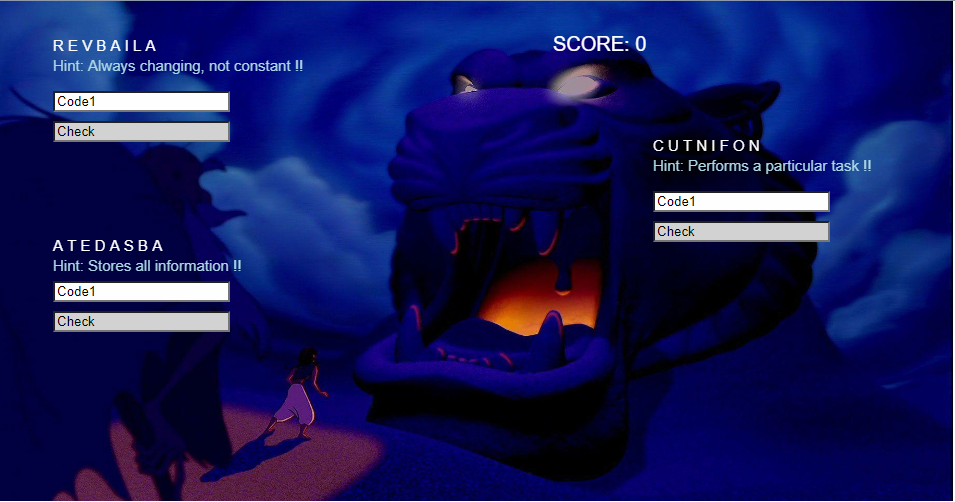 R E V B A I L A
Hint: Always changing, not constant !!
Code1
Check
SCORE: 0
C U T N I F O N
Hint: Performs a particular task !!
Code1
Check
A T E D A S B A
Hint: Stores all information !!
Code1
Check